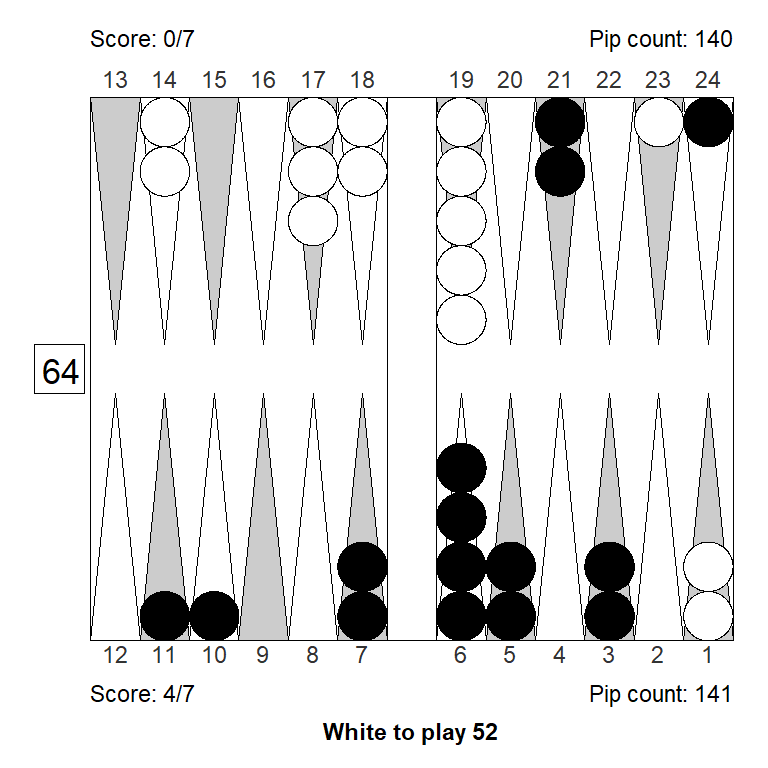 Score: 0/7 Pip count: 140
13 14 15 16 17 18 19 20 21 22 23 24
64
12 11 10 9 8 7 6 5 4 3 2 1
Score: 4/7 Pip count: 141
White to play 52